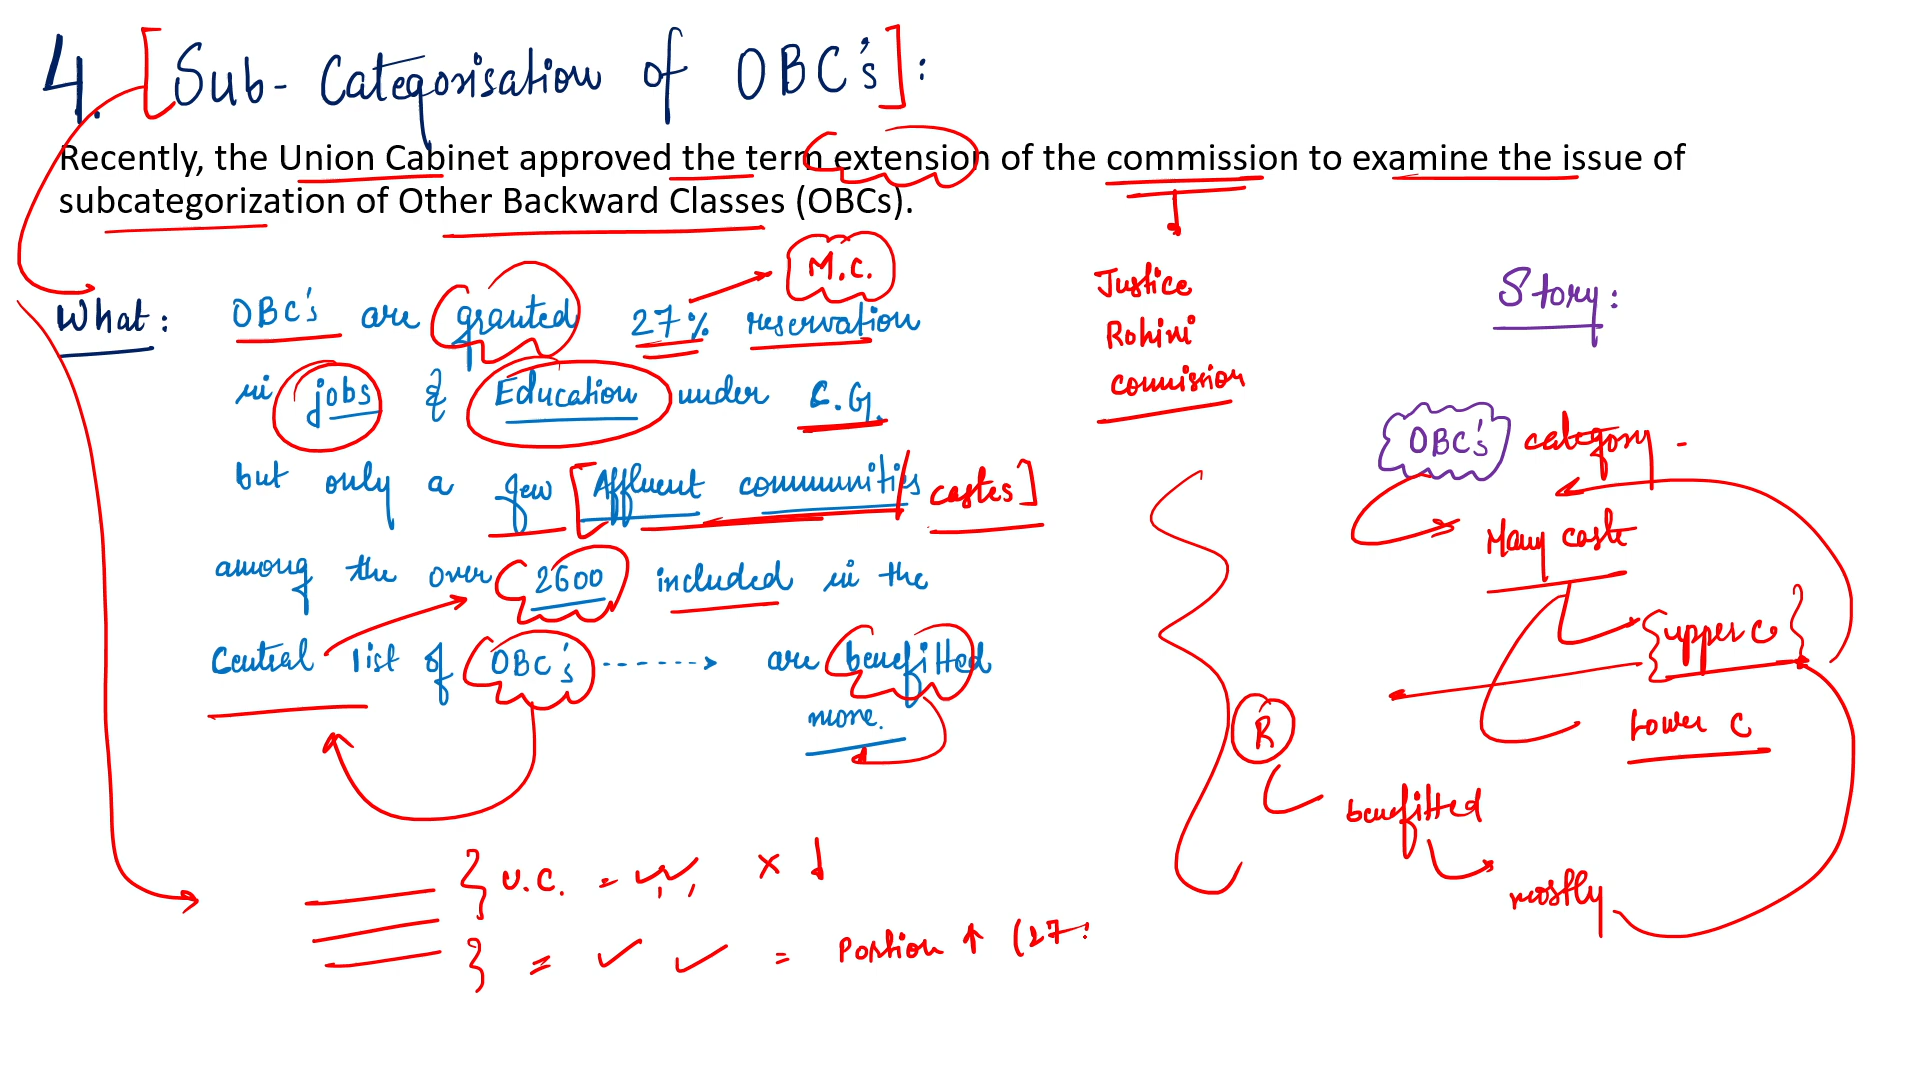 4. [Sub-Categorisation of OBC's]:
Recently, the Union Cabinet approved the term extension of the commission to examine the issue of
subcategorization of Other Backward Classes (OBCs).
M.C.
What: OBC's are granted 27% reservation
in jobs & Education under C.G.
but only a few [Affluent communities/castes]
among the over 2600 included in the
Central list of OBC's ------> are benefitted
more.
Justice
Rohini
Commission
Story:
OBC's category -
Many caste
{upper c}
Lower C
R
benefitted
mostly
} U.C. = ✓✓ × ↓
} = ✓ ✓ = Portion ↑ (27